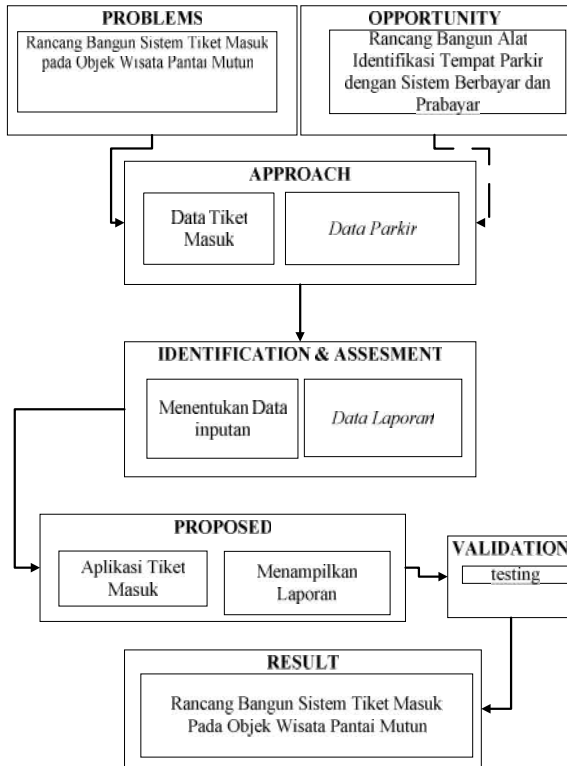 PROBLEMS
Rancang Bangun Sistem Tiket Masuk
pada Objek Wisata Pantai Mutun
OPPORTUNITY
Rancang Bangun Alat
Identifikasi Tempat Parkir
dengan Sistem Berbayar dan
Prabayar
APPROACH
Data Tiket
Masuk
Data Parkir
IDENTIFICATION & ASSESMENT
Menentukan Data
inputan
Data Laporan
PROPOSED
Aplikasi Tiket
Masuk
Menampilkan
Laporan
VALIDATION
testing
RESULT
Rancang Bangun Sistem Tiket Masuk
Pada Objek Wisata Pantai Mutun